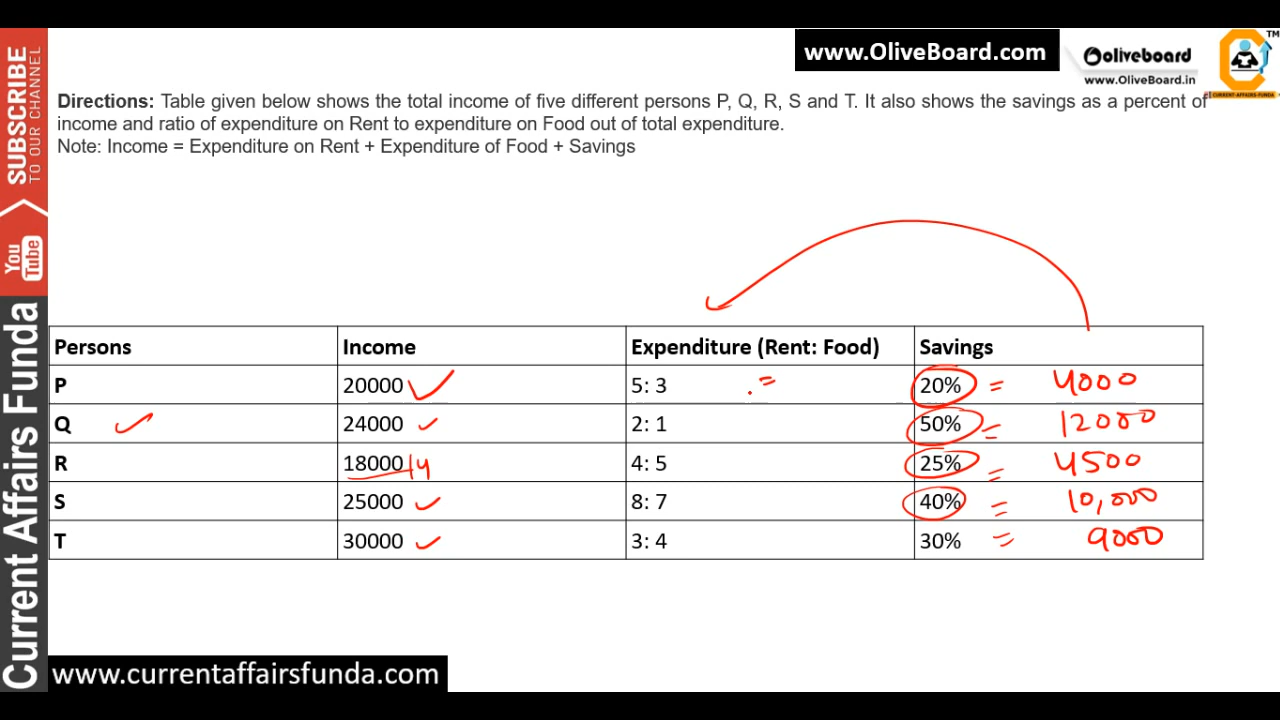 www.OliveBoard.com
oliveboard
www.OliveBoard.in
TM
CURRENT-AFFAIRS-FUNDA
SUBSCRIBE
TO OUR CHANNEL
You
Tube
Current Affairs Funda
Directions: Table given below shows the total income of five different persons P, Q, R, S and T. It also shows the savings as a percent of
income and ratio of expenditure on Rent to expenditure on Food out of total expenditure.
Note: Income = Expenditure on Rent + Expenditure of Food + Savings
Persons Income Expenditure (Rent: Food) Savings
P 20000 5: 3 = 20% = 4000
Q 24000 2: 1 50% = 12000
R 18000/4 4: 5 25% = 4500
S 25000 8: 7 40% = 10,000
T 30000 3: 4 30% = 9000
www.currentaffairsfunda.com